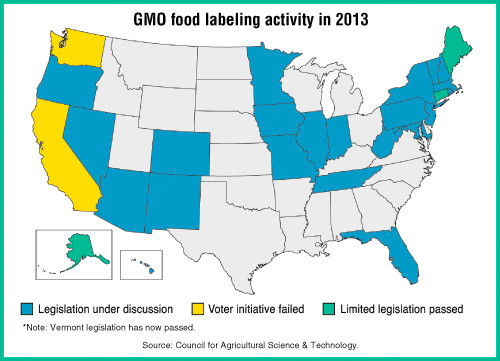 GMO food labeling activity in 2013
Legislation under discussion Voter initiative failed Limited legislation passed
*Note: Vermont legislation has now passed.
Source: Council for Agricultural Science & Technology.